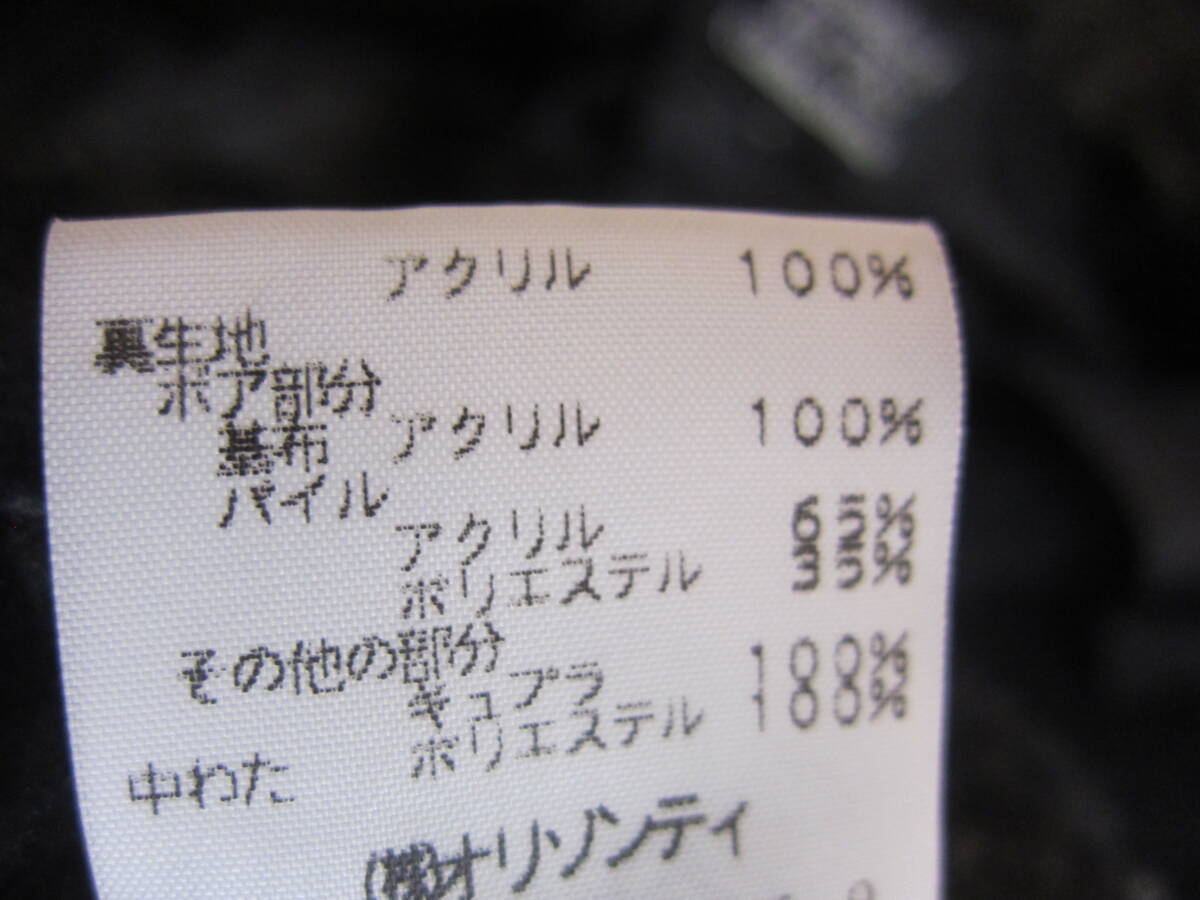 アクリル 100%
裏生地
ボア部分
基布 アクリル 100%
パイル
アクリル 65%
ポリエステル 35%
その他の部分
キュプラ 100%
ポリエステル 100%
中わた
(株)オリゾンティ